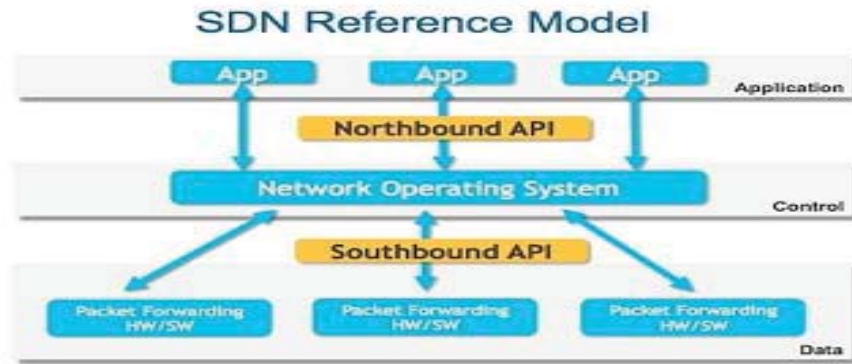 SDN Reference Model
App App App
Application
Northbound API
Network Operating System
Control
Southbound API
Packet Forwarding Packet Forwarding Packet Forwarding
HW/SW HW/SW HW/SW
Data